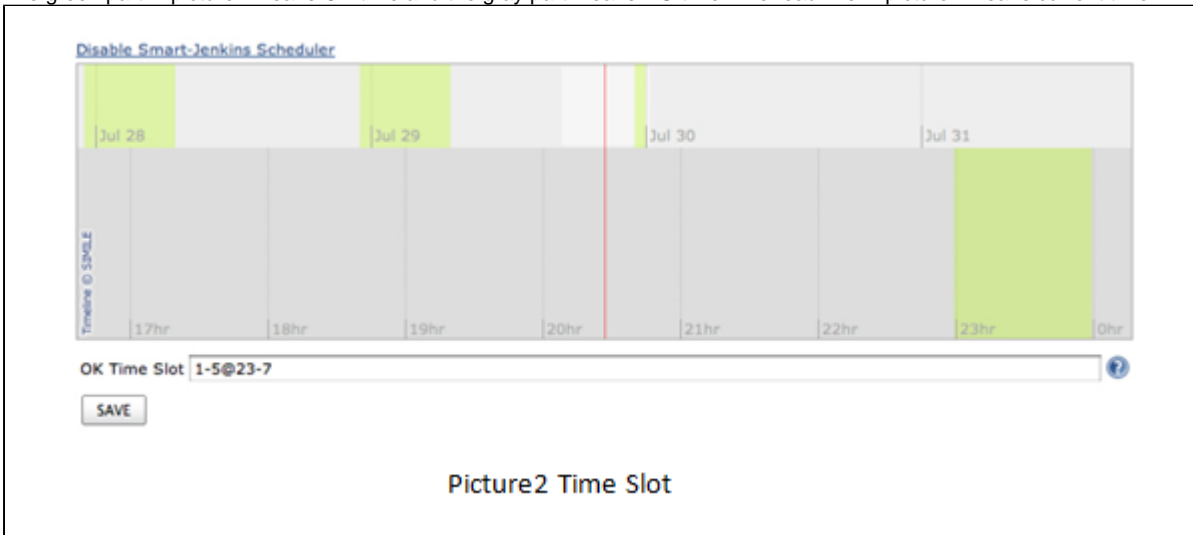 Disable Smart-Jenkins Scheduler
Jul 28
Jul 29
Jul 30
Jul 31
Timeline © SIMILE
17hr
18hr
19hr
20hr
21hr
22hr
23hr
0hr
OK Time Slot 1-5@23-7
?
SAVE
Picture2 Time Slot